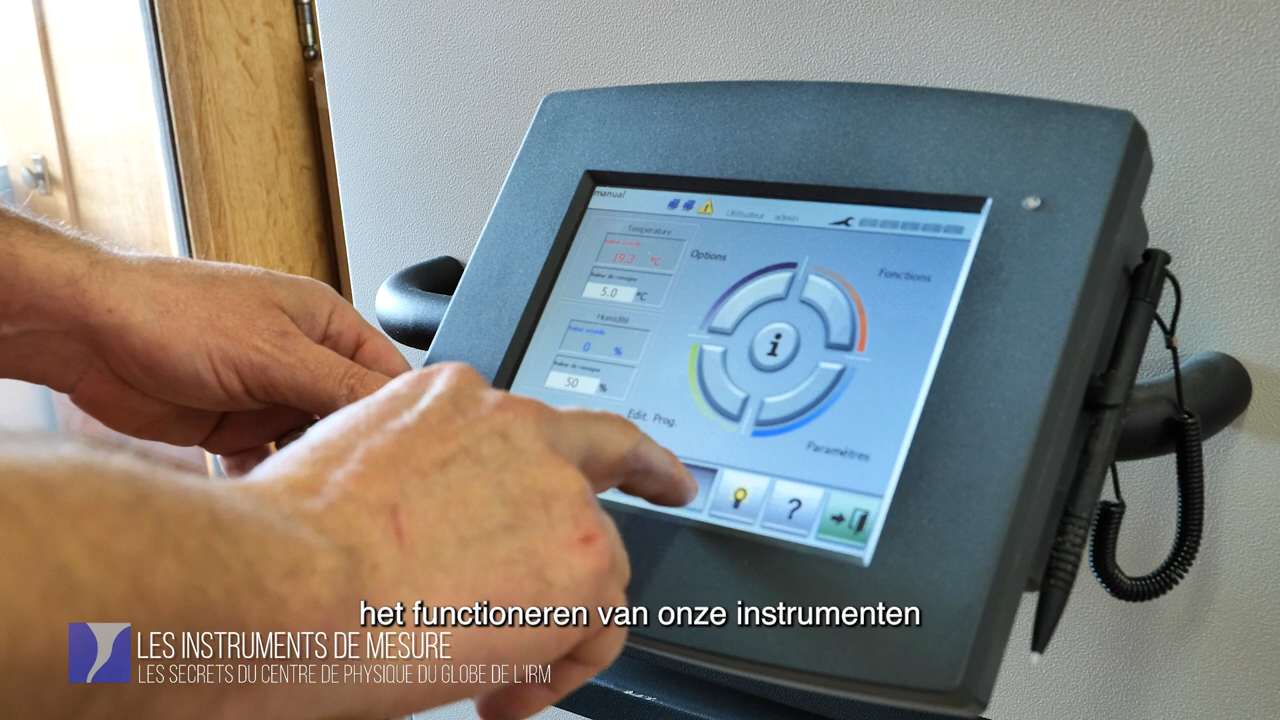 manual
Utilisateur admin
Température
Valeur actuelle
19.3 °C
Valeur de consigne
5.0 °C
Humidité
Valeur actuelle
0 %
Valeur de consigne
50 %
Options
Fonctions
i
Edit. Prog.
Paramètres
?
het functioneren van onze instrumenten
LES INSTRUMENTS DE MESURE
LES SECRETS DU CENTRE DE PHYSIQUE DU GLOBE DE L'IRM